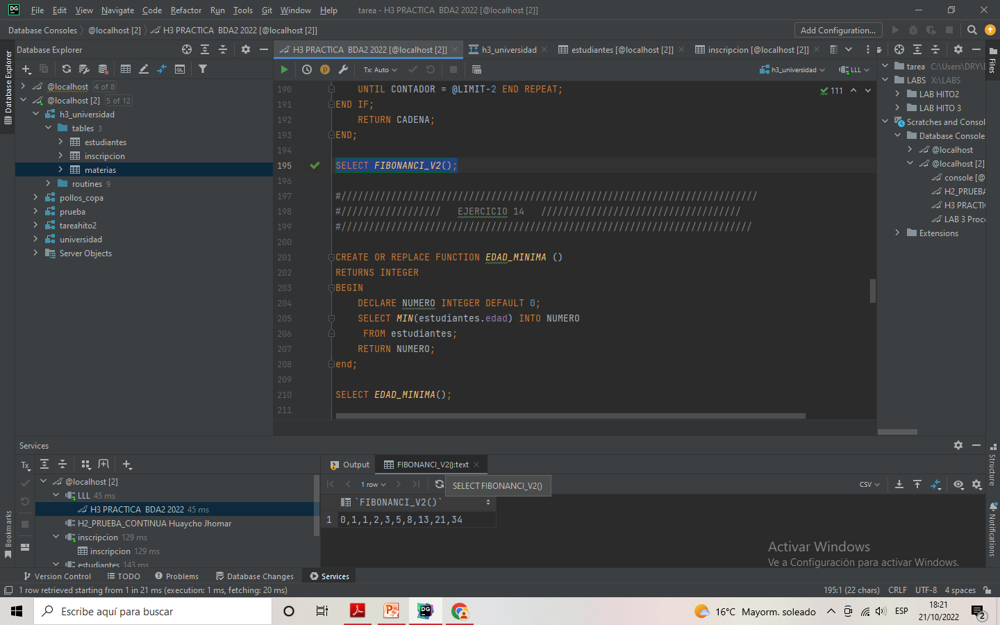 DG File Edit View Navigate Code Refactor Run Tools Git Window Help tarea - H3 PRACTICA BDA2 2022 [@localhost [2]]
Database Consoles @localhost [2] H3 PRACTICA BDA2 2022 [@localhost [2]] Add Configuration...
Database Explorer
Database Explorer
@localhost 4 of 8
@localhost [2] 5 of 12
h3_universidad
tables 3
estudiantes
inscripcion
materias
routines 9
pollos_copa
prueba
tareahito2
universidad
Server Objects
H3 PRACTICA BDA2 2022 [@localhost [2]] h3_universidad estudiantes [@localhost [2]] inscripcion [@localhost [2]]
Tx: Auto h3_universidad LLL
111
190 UNTIL CONTADOR = @LIMIT-2 END REPEAT;
191 END IF;
192 RETURN CADENA;
193 END;
194
195 SELECT FIBONANCI_V2();
196
197 #///////////////////////////////////////////////////////////////////////////
198 #////////////////// EJERCICIO 14 ////////////////////////////////////
199 #//////////////////////////////////////////////////////////////////////////
200
201 CREATE OR REPLACE FUNCTION EDAD_MINIMA ()
202 RETURNS INTEGER
203 BEGIN
204 DECLARE NUMERO INTEGER DEFAULT 0;
205 SELECT MIN(estudiantes.edad) INTO NUMERO
206 FROM estudiantes;
207 RETURN NUMERO;
208 end;
209
210 SELECT EDAD_MINIMA();
211
Files
tarea C:\Users\DRY\
LABS X:\LABS
LAB HITO2
LAB HITO 3
Scratches and Consol
Database Console
@localhost
@localhost [2]
console [@
H2_PRUEBA
H3 PRACTI
LAB 3 Proce
Extensions
Services
Tx
@localhost [2]
LLL 45 ms
H3 PRACTICA BDA2 2022 45 ms
H2_PRUEBA_CONTINUA Huaycho Jhomar
inscripcion 129 ms
inscripcion 129 ms
estudiantes 143 ms
Output FIBONANCI_V2():text
1 row SELECT FIBONANCI_V2() CSV
`FIBONANCI_V2()`
1 0,1,1,2,3,5,8,13,21,34
Structure
Notifications
Bookmarks
Activar Windows
Ve a Configuración para activar Windows.
Version Control TODO Problems Database Changes Services
1 row retrieved starting from 1 in 21 ms (execution: 1 ms, fetching: 20 ms) 195:1 (22 chars) CRLF UTF-8 4 spaces
Escribe aquí para buscar 16°C Mayorm. soleado ESP 18:21
21/10/2022 2